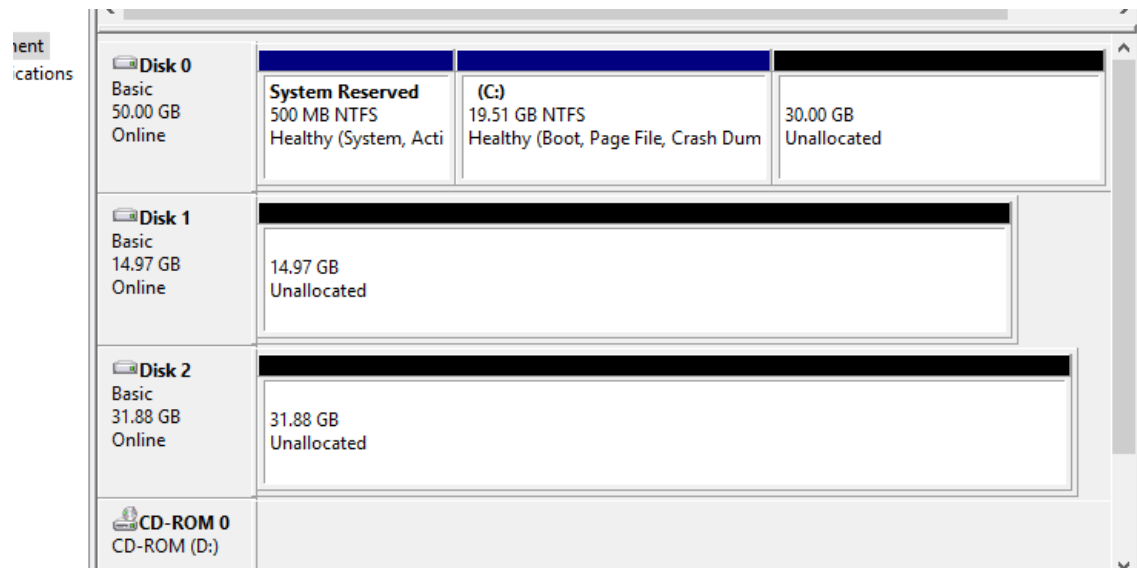 ications
Disk 0
Basic
50.00 GB
Online
System Reserved
500 MB NTFS
Healthy (System, Acti
(C:)
19.51 GB NTFS
Healthy (Boot, Page File, Crash Dum
30.00 GB
Unallocated
Disk 1
Basic
14.97 GB
Online
14.97 GB
Unallocated
Disk 2
Basic
31.88 GB
Online
31.88 GB
Unallocated
CD-ROM 0
CD-ROM (D:)